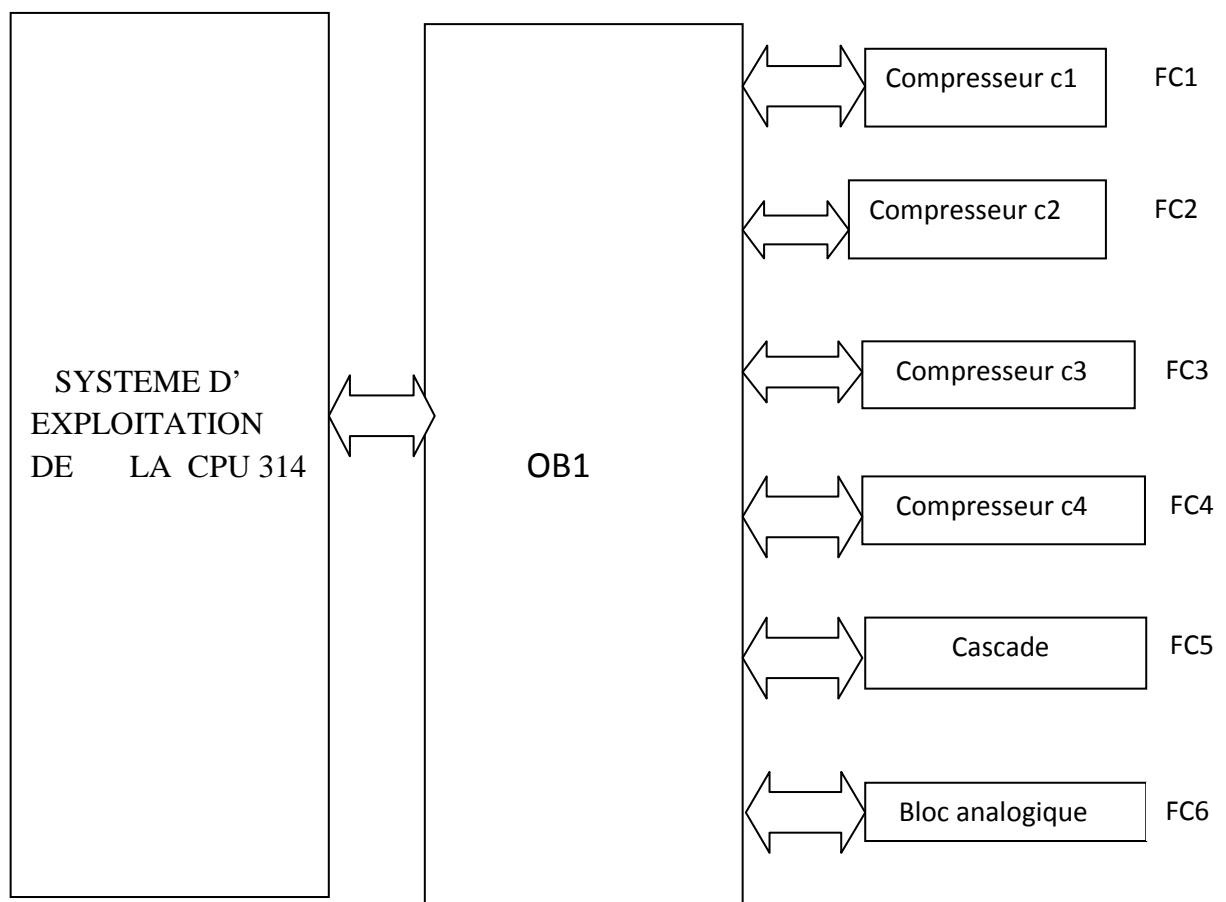 Compresseur c1 FC1
Compresseur c2 FC2
SYSTEME D’
EXPLOITATION
DE LA CPU 314
OB1
Compresseur c3 FC3
Compresseur c4 FC4
Cascade FC5
Bloc analogique FC6